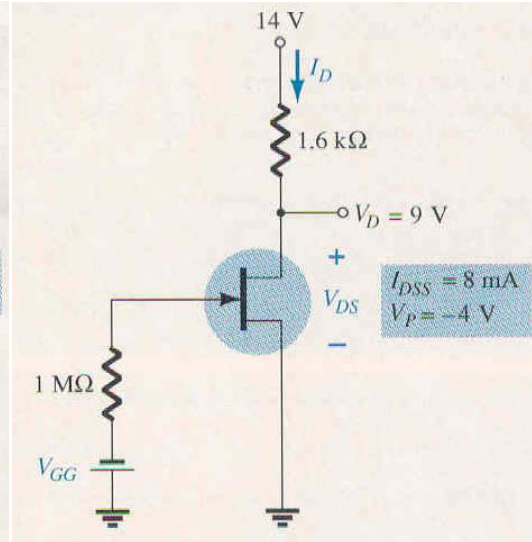 14 V
I_D
1.6 kΩ
V_D = 9 V
+
V_DS
−
I_DSS = 8 mA
V_P = −4 V
1 MΩ
V_GG